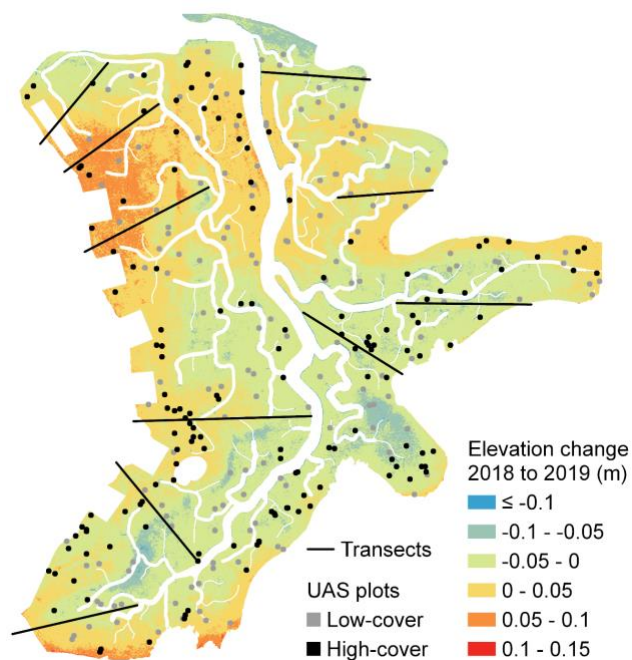 Elevation change
2018 to 2019 (m)
≤ -0.1
-0.1 - -0.05
-0.05 - 0
0 - 0.05
0.05 - 0.1
0.1 - 0.15
Transects
UAS plots
Low-cover
High-cover